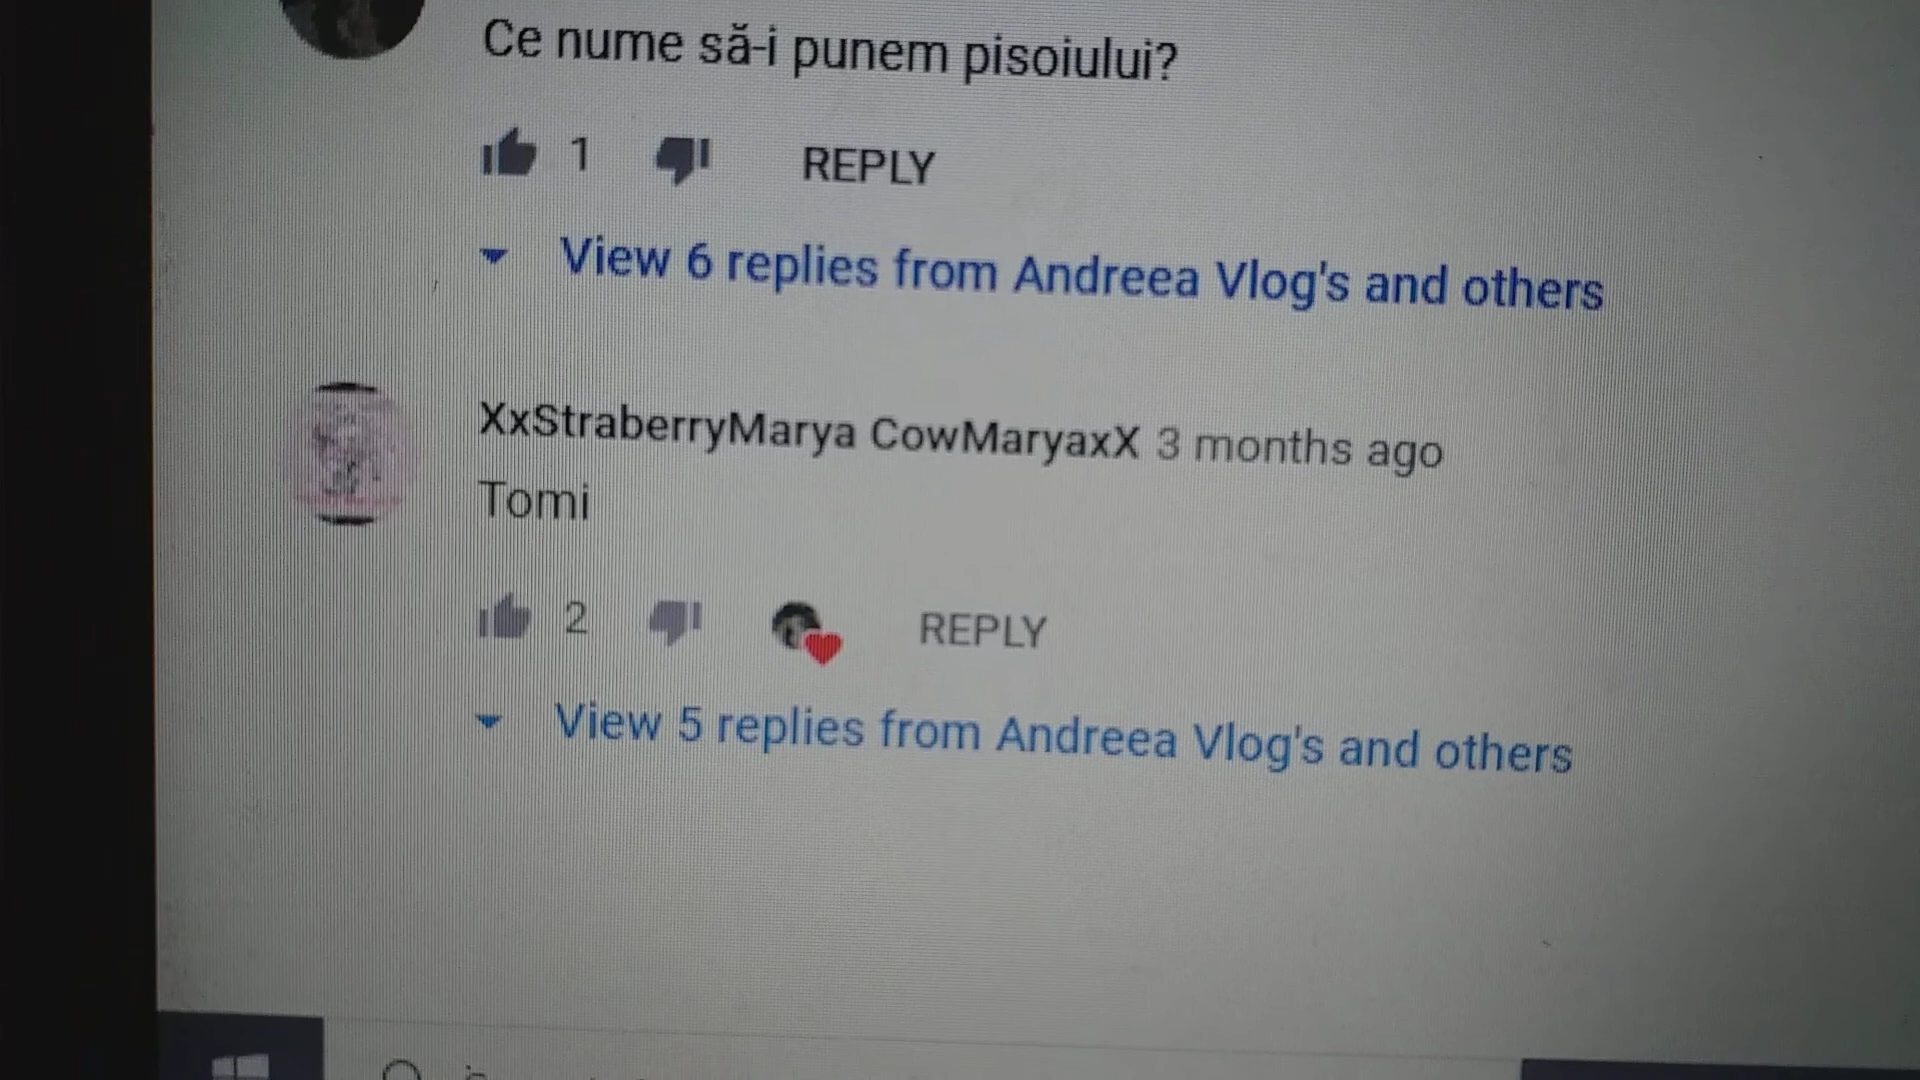 Ce nume să-i punem pisoiului?
1 REPLY
View 6 replies from Andreea Vlog's and others
XxStraberryMarya CowMaryaxX 3 months ago
Tomi
2 REPLY
View 5 replies from Andreea Vlog's and others